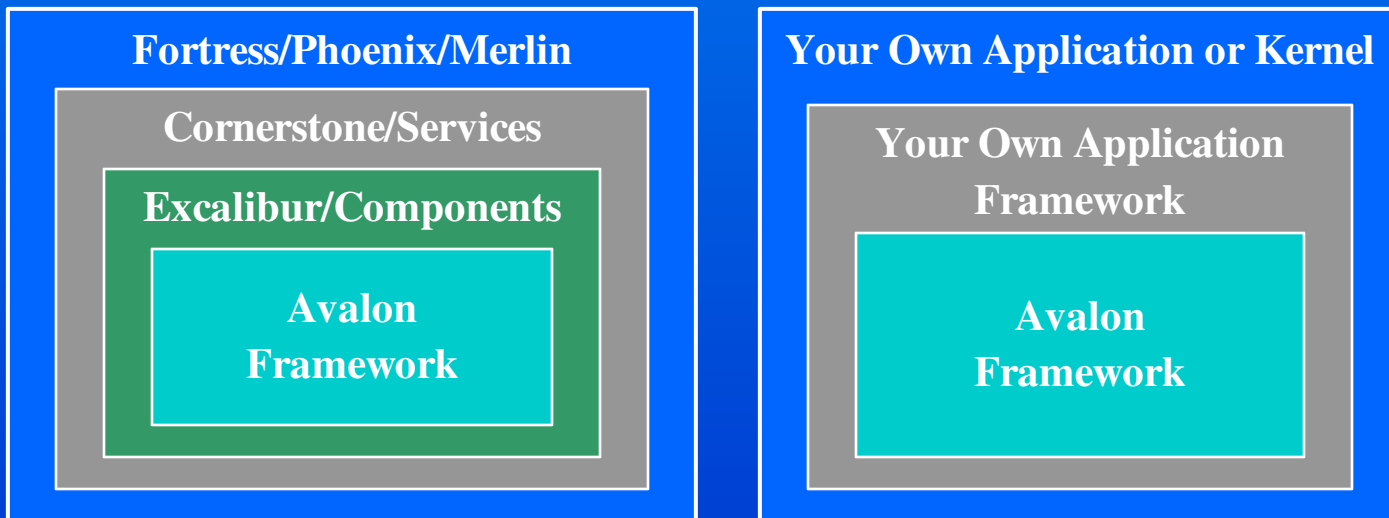 Fortress/Phoenix/Merlin
Cornerstone/Services
Excalibur/Components
Avalon
Framework
Your Own Application or Kernel
Your Own Application
Framework
Avalon
Framework